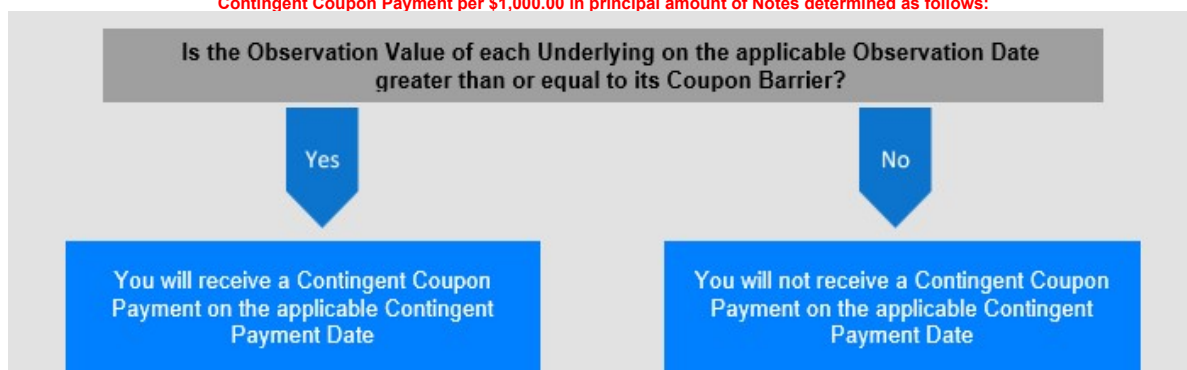 Contingent Coupon Payment per $1,000.00 in principal amount of Notes determined as follows:
Is the Observation Value of each Underlying on the applicable Observation Date
greater than or equal to its Coupon Barrier?
Yes
No
You will receive a Contingent Coupon
Payment on the applicable Contingent
Payment Date
You will not receive a Contingent Coupon
Payment on the applicable Contingent
Payment Date